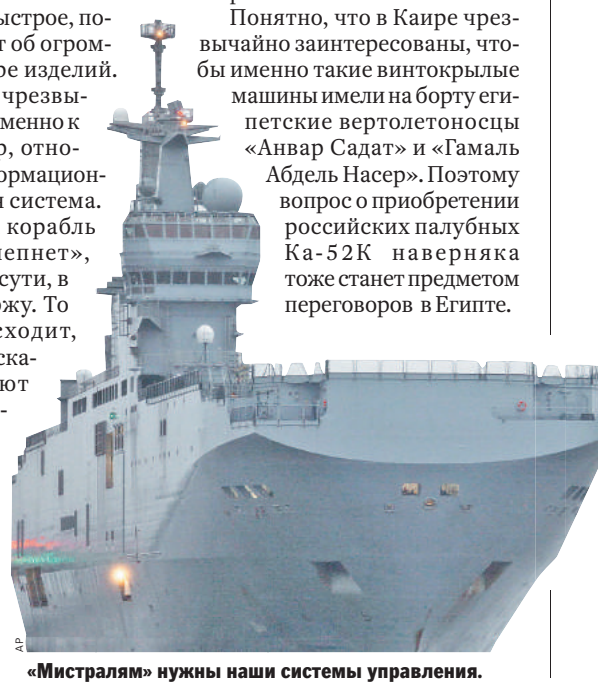 ыстрое, по-
т об огром-
ре изделий.
чрезвы-
менно к
р, отно-
ормацион-
система.
корабль
епнет»,
сути, в
жу. То
сходит,
ска-
ют
-
Понятно, что в Каире чрез-
вычайно заинтересованы, что-
бы именно такие винтокрылые
машины имели на борту еги-
петские вертолетоносцы
«Анвар Садат» и «Гамаль
Абдель Насер». Поэтому
вопрос о приобретении
российских палубных
Ка-52К наверняка
тоже станет предметом
переговоров в Египте.
AP
«Мистралям» нужны наши системы управления.